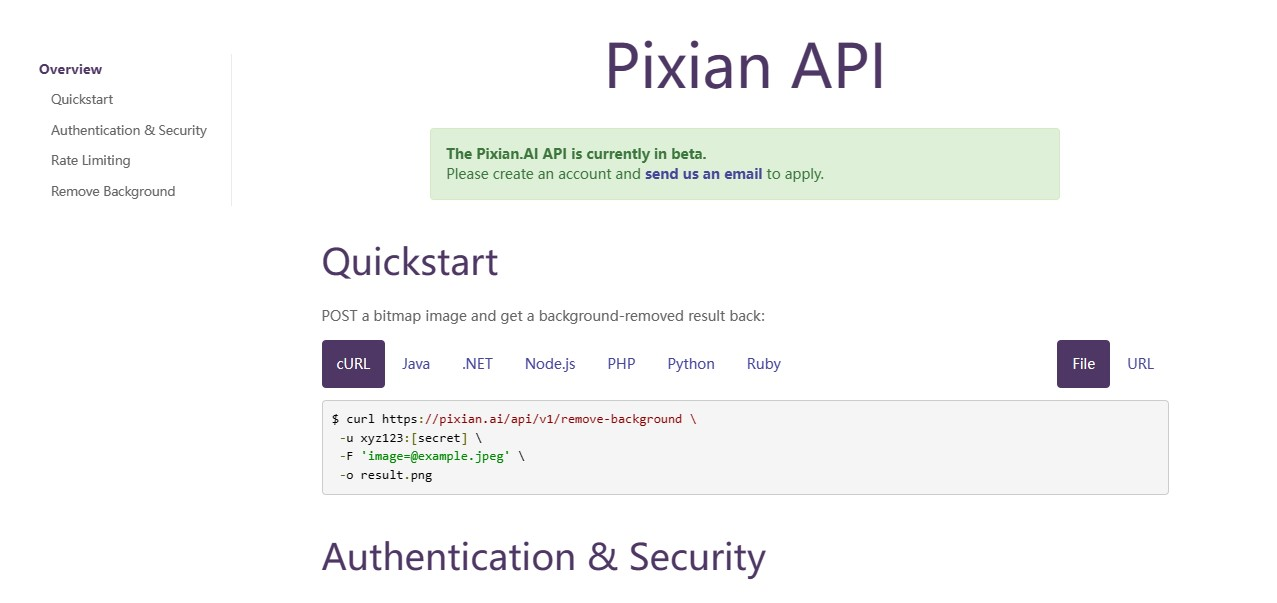 Pixian API
Overview
Quickstart
Authentication & Security
Rate Limiting
Remove Background
The Pixian.AI API is currently in beta.
Please create an account and send us an email to apply.
Quickstart
POST a bitmap image and get a background-removed result back:
cURL Java .NET Node.js PHP Python Ruby File URL
$ curl https://pixian.ai/api/v1/remove-background \
-u xyz123:[secret] \
-F 'image=@example.jpeg' \
-o result.png
Authentication & Security